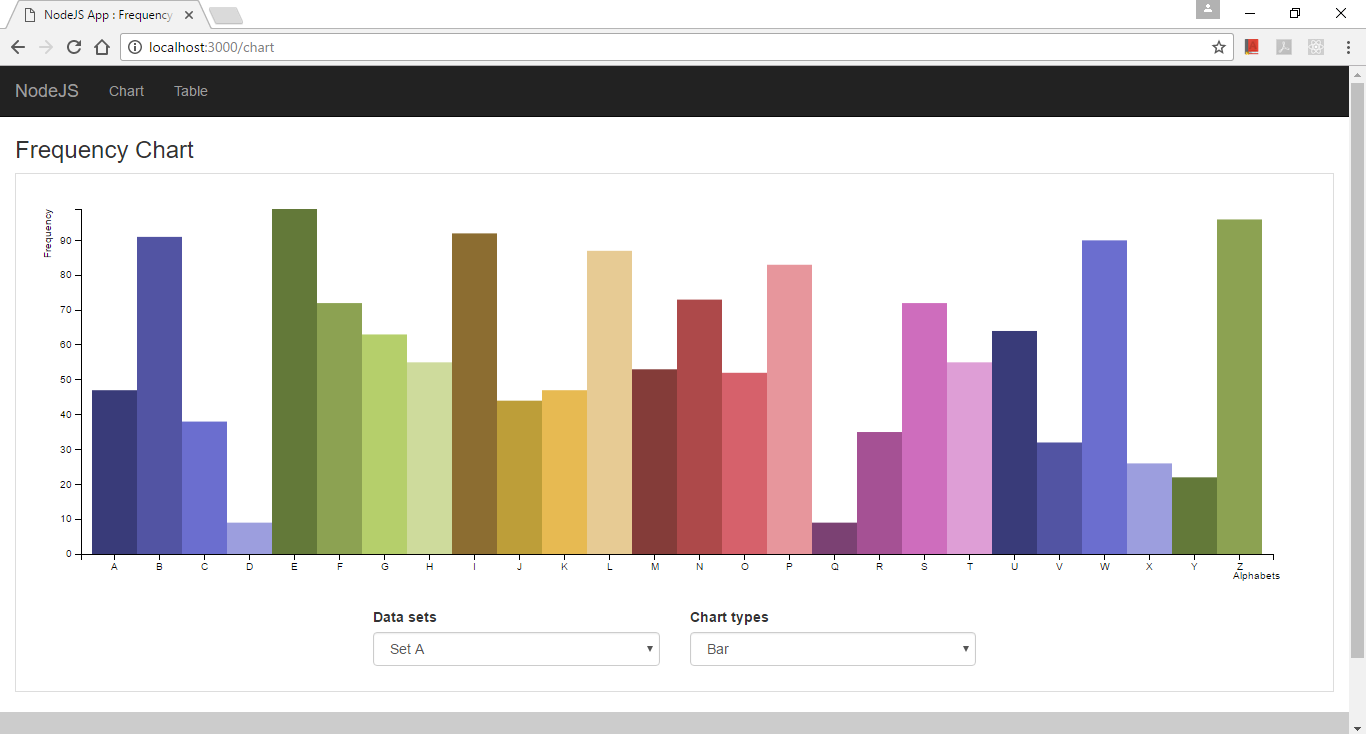 NodeJS App : Frequency
localhost:3000/chart
NodeJS Chart Table
Frequency Chart
Frequency
90
80
70
60
50
40
30
20
10
0
A B C D E F G H I J K L M N O P Q R S T U V W X Y Z
Alphabets
Data sets Chart types
Set A Bar